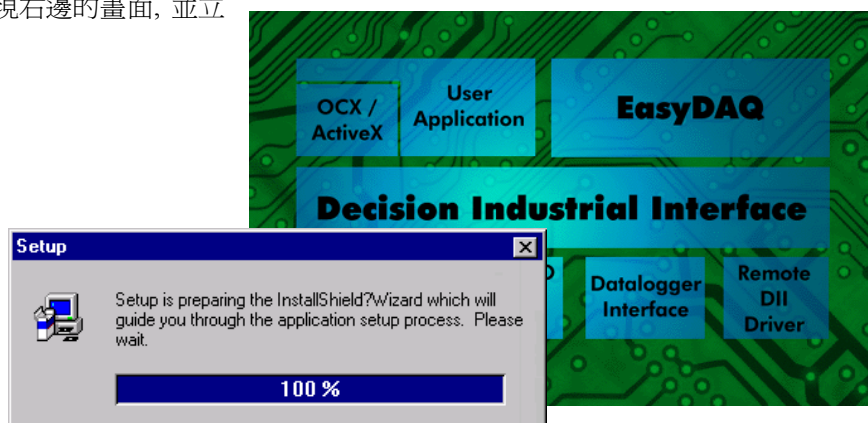 視右邊的畫面, 並立
OCX /
ActiveX
User
Application
EasyDAQ
Decision Industrial Interface
Datalogger
Interface
Remote
DII
Driver
Setup
Setup is preparing the InstallShield?Wizard which will
guide you through the application setup process. Please
wait.
100 %